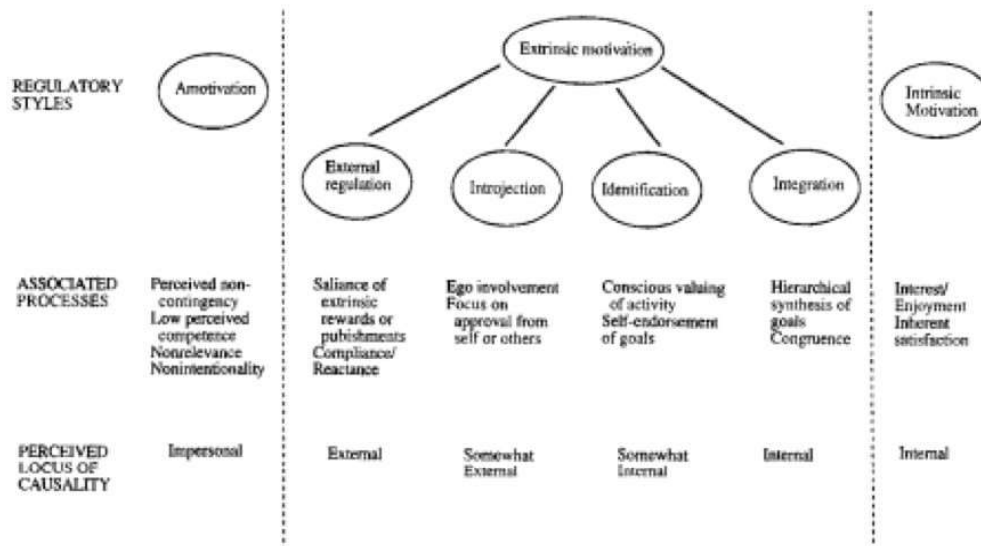 Extrinsic motivation
REGULATORY
STYLES
Amotivation
Intrinsic
Motivation
External
regulation
Introjection
Identification
Integration
ASSOCIATED
PROCESSES
Perceived non-
contingency
Low perceived
competence
Nonrelevance
Nonintentionality
Saliance of
extrinsic
rewards or
pubishments
Compliance/
Reactance
Ego involvement
Focus on
approval from
self or others
Conscious valuing
of activity
Self-endorsement
of goals
Hierarchical
synthesis of
goals
Congruence
Interest/
Enjoyment
Inherent
satisfaction
PERCEIVED
LOCUS OF
CAUSALITY
Impersonal
External
Somewhat
External
Somewhat
Internal
Internal
Internal